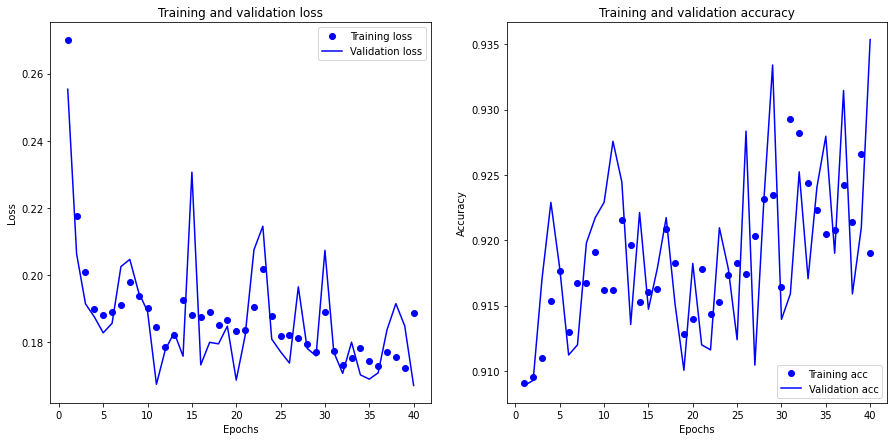 Training and validation loss
Training loss
Validation loss
0.26
0.24
0.22
0.20
0.18
Loss
0 5 10 15 20 25 30 35 40
Epochs
Training and validation accuracy
0.935
0.930
0.925
0.920
0.915
0.910
Accuracy
Training acc
Validation acc
0 5 10 15 20 25 30 35 40
Epochs